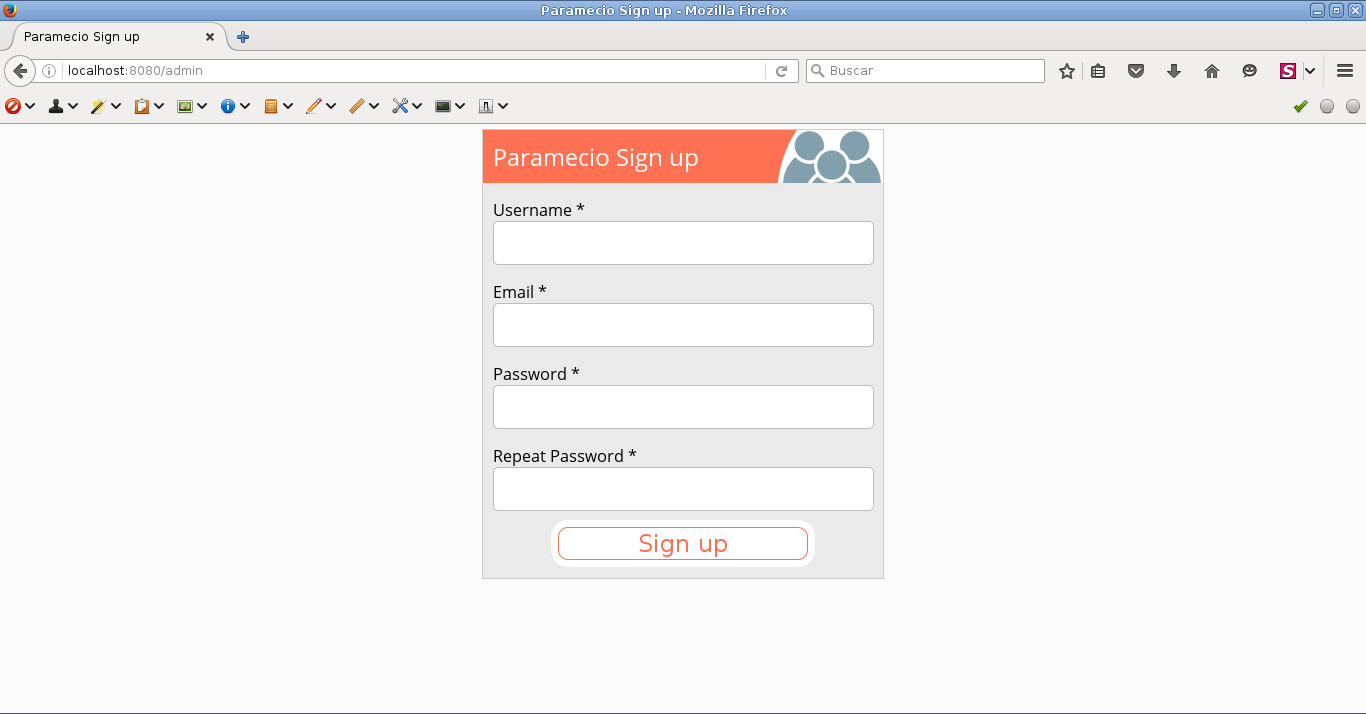 Paramecio Sign up - Mozilla Firefox
Paramecio Sign up
localhost:8080/admin
Buscar
S
Paramecio Sign up
Username *
Email *
Password *
Repeat Password *
Sign up